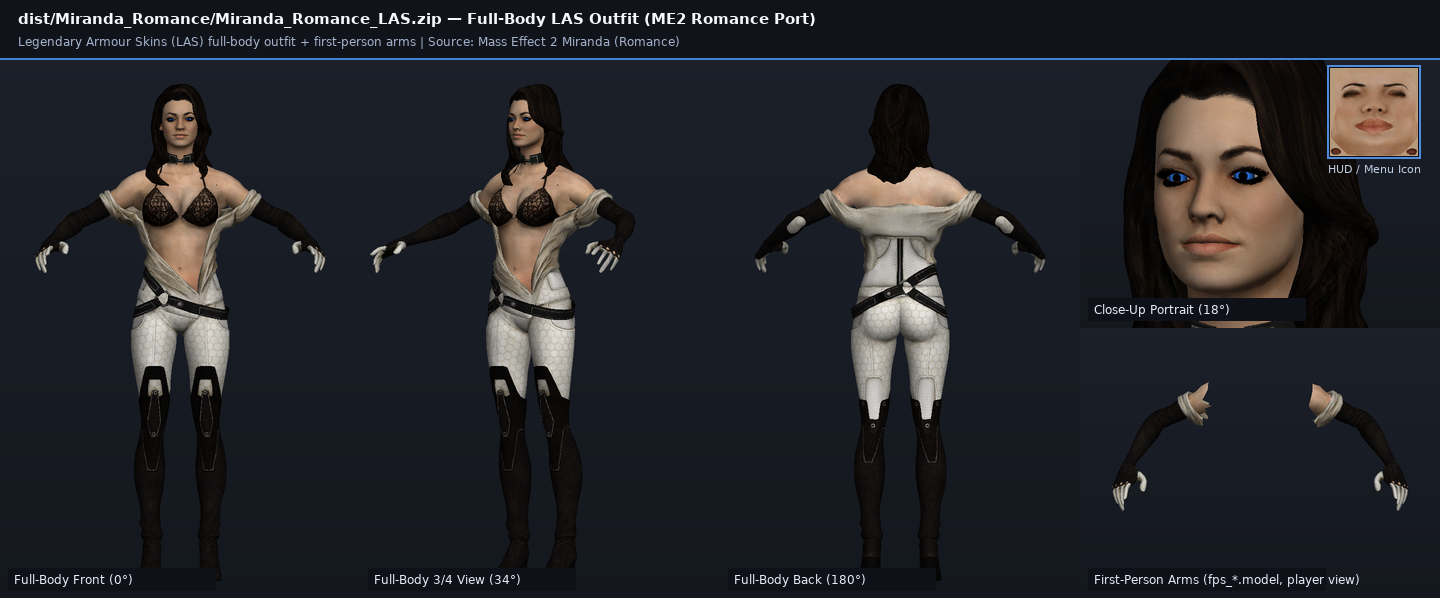 dist/Miranda_Romance/Miranda_Romance_LAS.zip — Full-Body LAS Outfit (ME2 Romance Port)
Legendary Armour Skins (LAS) full-body outfit + first-person arms | Source: Mass Effect 2 Miranda (Romance)
HUD / Menu Icon
Close-Up Portrait (18°)
Full-Body Front (0°)
Full-Body 3/4 View (34°)
Full-Body Back (180°)
First-Person Arms (fps_*.model, player view)